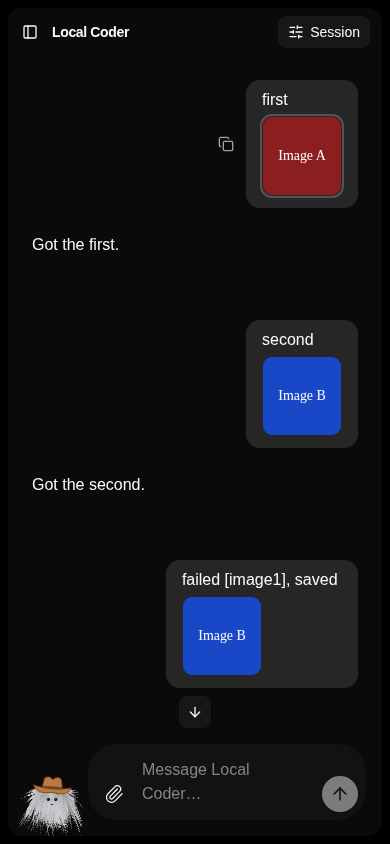 Local Coder
Session
first
Image A
Got the first.
second
Image B
Got the second.
failed [image1], saved
Image B
Message Local
Coder…